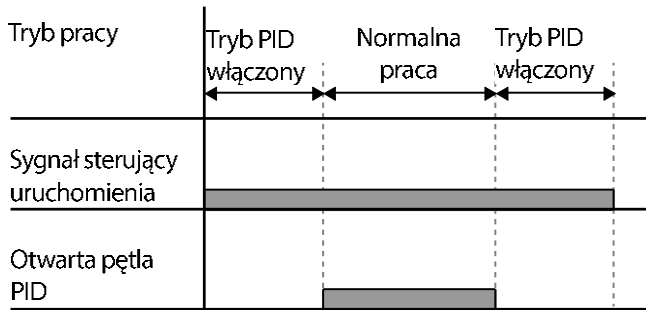 Tryb pracy
Tryb PID
włączony
Normalna
praca
Tryb PID
włączony
Sygnał sterujący
uruchomienia
Otwarta pętla
PID